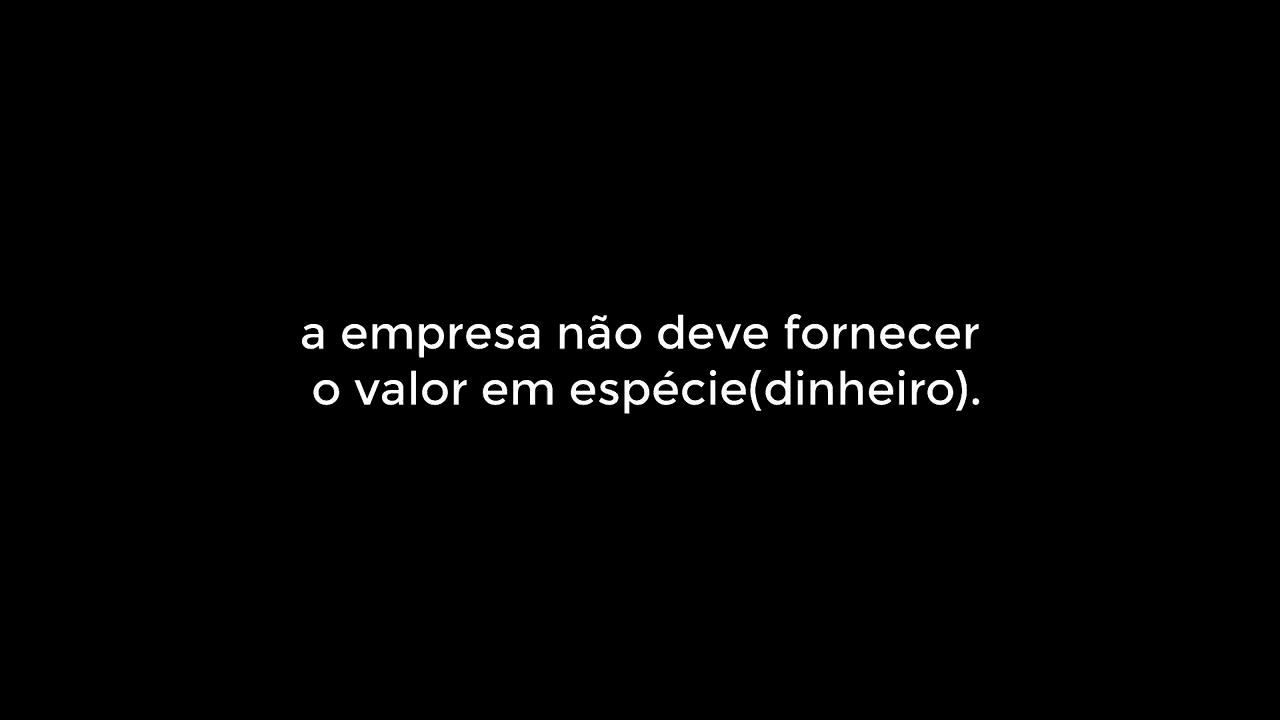 a empresa não deve fornecer
o valor em espécie(dinheiro).